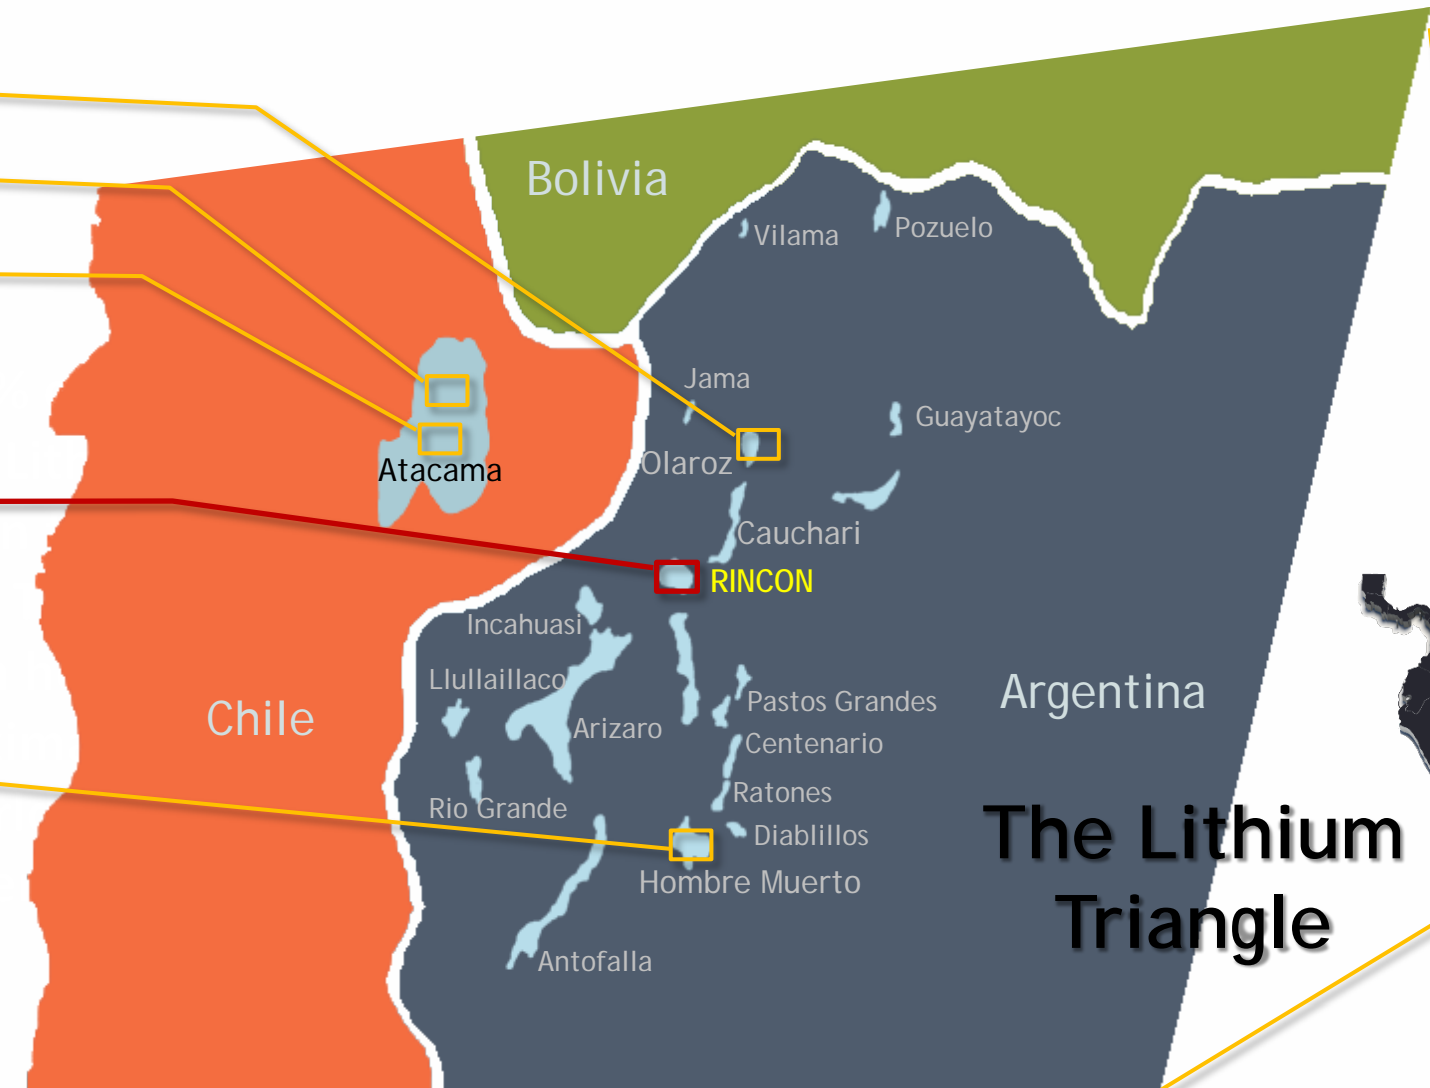 Bolivia
Vilama
Pozuelo
Jama
Guayatayoc
Olaroz
Atacama
Cauchari
RINCON
Incahuasi
Llullaillaco
Pastos Grandes
Argentina
Chile
Arizaro
Centenario
Ratones
Rio Grande
Diablillos
The Lithium
Triangle
Hombre Muerto
Antofalla